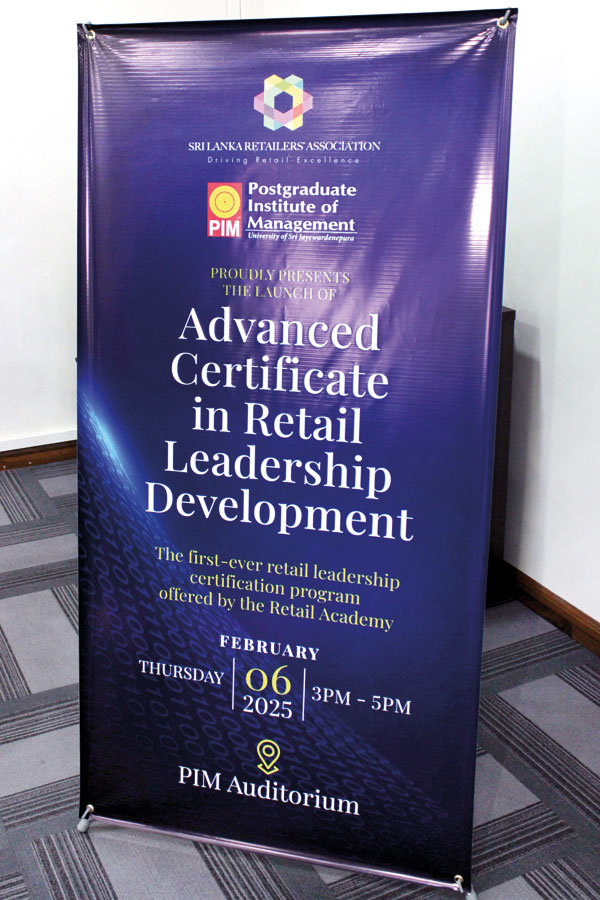 SRI LANKA RETAILERS' ASSOCIATION
Driving Retail Excellence
PIM
Postgraduate
Institute of
Management
University of Sri Jayewardenepura
PROUDLY PRESENTS
THE LAUNCH OF
Advanced
Certificate
in Retail
Leadership
Development
The first-ever retail leadership
certification program
offered by the Retail Academy
FEBRUARY
THURSDAY
06
2025
3PM - 5PM
PIM Auditorium